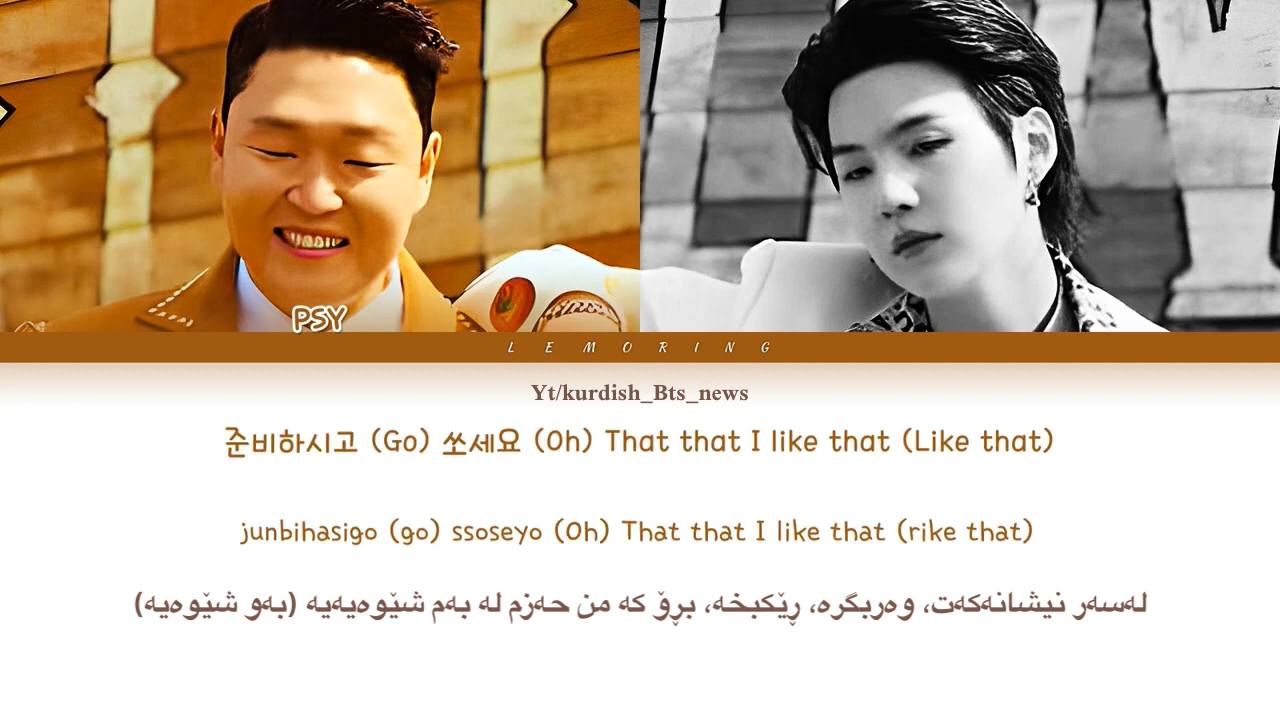 PSY
LEMORING
Yt/kurdish_Bts_news
준비하시고 (Go) 쏘세요 (Oh) That that I like that (Like that)
junbihasigo (go) ssoseyo (Oh) That that I like that (rike that)
لەسەر نیشانەکەت، وەربگرە، ڕێکبخە، بڕۆ کە من حەزم لە بەم شێوەیەیە (بەو شێوەیە)